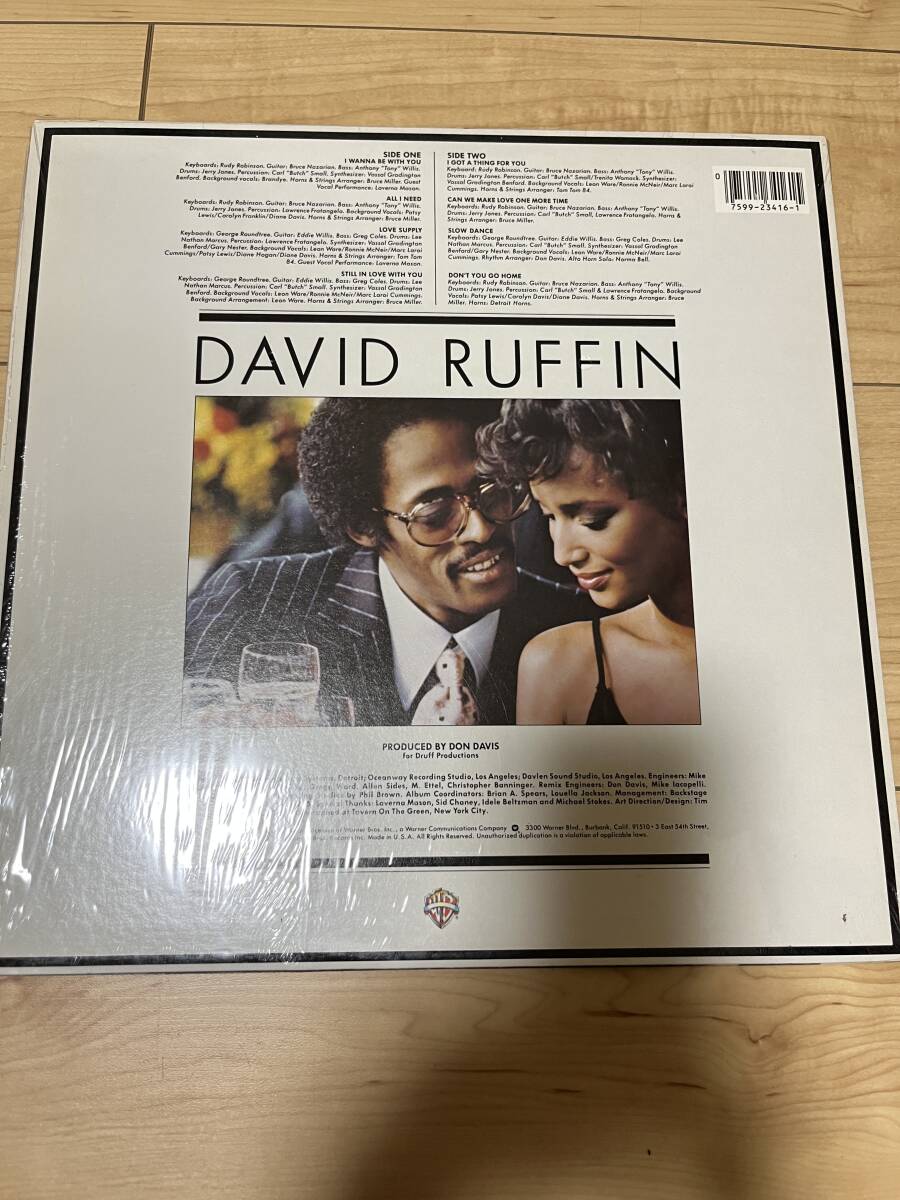 SIDE ONE
I WANNA BE WITH YOU
Keyboards: Rudy Robinson. Guitar: Bruce Nazarian. Bass: Anthony "Tony" Willis.
Drums: Jerry Jones. Percussion: Carl "Butch" Small. Synthesizer: Vassal Gradington
Benford. Background vocals: Brandye. Horns & Strings Arranger: Bruce Miller. Guest
Vocal Performance: Laverna Mason.
ALL I NEED
Keyboards: Rudy Robinson. Guitar: Bruce Nazarian. Bass: Anthony "Tony" Willis.
Drums: Jerry Jones. Percussion: Lawrence Fratangelo. Background Vocals: Patsy
Lewis/Carolyn Franklin/Diane Davis. Horns & Strings Arranger: Bruce Miller.
LOVE SUPPLY
Keyboards: George Roundtree. Guitar: Eddie Willis. Bass: Greg Coles. Drums: Lee
Nathan Marcus. Percussion: Lawrence Fratangelo. Synthesizer: Vassal Gradington
Benford/Gary Nester. Background Vocals: Leon Ware/Ronnie McNeir/Marc Loroi
Cummings/Patsy Lewis/Diane Hogan/Diane Davis. Horns & Strings Arranger: Tom Tom
84. Guest Vocal Performance: Laverna Mason.
STILL IN LOVE WITH YOU
Keyboards: George Roundtree. Guitar: Eddie Willis. Bass: Greg Coles. Drums: Lee
Nathan Marcus. Percussion: Carl "Butch" Small. Synthesizer: Vassal Gradington
Benford/Gary Nester. Background Vocals: Leon Ware/Ronnie McNeir/Marc Laroi Cummings.
Background Arrangement: Leon Ware. Horns & Strings Arranger: Bruce Miller.
SIDE TWO
I GOT A THING FOR YOU
Keyboards: Rudy Robinson. Guitar: Bruce Nazarian. Bass: Anthony "Tony" Willis.
Drums: Jerry Jones. Percussion: Carl "Butch" Small/Trenita Womack. Synthesizer:
Vassal Gradington Benford. Background Vocals: Leon Ware/Ronnie McNeir/Marc Laroi
Cummings. Horns & Strings Arranger: Tom Tom 84.
CAN WE MAKE LOVE ONE MORE TIME
Keyboards: Rudy Robinson. Guitar: Bruce Nazarian. Bass: Anthony "Tony" Willis.
Drums: Jerry Jones. Percussion: Carl "Butch" Small, Lawrence Fratangelo. Horns &
Strings Arranger: Bruce Miller.
SLOW DANCE
Keyboards: George Roundtree. Guitar: Eddie Willis. Bass: Greg Coles. Drums: Lee
Nathan Marcus. Percussion: Carl "Butch" Small. Synthesizer: Vassal Gradington
Benford/Gary Nester. Background Vocals: Leon Ware/Ronnie McNeir/Marc Laroi
Cummings. Rhythm Arranger: Don Davis. Alto Horn Solo: Norma Bell.
DON'T YOU GO HOME
Keyboards: Rudy Robinson. Guitar: Bruce Nazarian. Bass: Anthony "Tony" Willis.
Drums: Jerry Jones. Percussion: Carl "Butch" Small & Lawrence Fratangelo. Background
Vocals: Patsy Lewis/Carolyn Davis/Diane Davis. Horns & Strings Arranger: Bruce
Miller. Horns: Detroit Horns.
0
7599-23416-1
DAVID RUFFIN
PRODUCED BY DON DAVIS
for Druff Productions
Detroit; Oceanway Recording Studio, Los Angeles; Davlen Sound Studio, Los Angeles. Engineers: Mike
Ward, Allen Sides, M. Ettel, Christopher Banninger. Remix Engineers: Don Davis, Mike Iacopelli.
by Phil Brown. Album Coordinators: Brian A. Spears, Louella Jackson. Management: Backstage
Thanks: Laverna Mason, Sid Chaney, Idele Beltsman and Michael Stokes. Art Direction/Design: Tim
at Tavern On The Green, New York City.
Warner Bros. Inc., a Warner Communications Company 3300 Warner Blvd., Burbank, Calif. 91510 • 3 East 54th Street,
Records Inc. Made in U.S.A. All Rights Reserved. Unauthorized duplication is a violation of applicable laws.